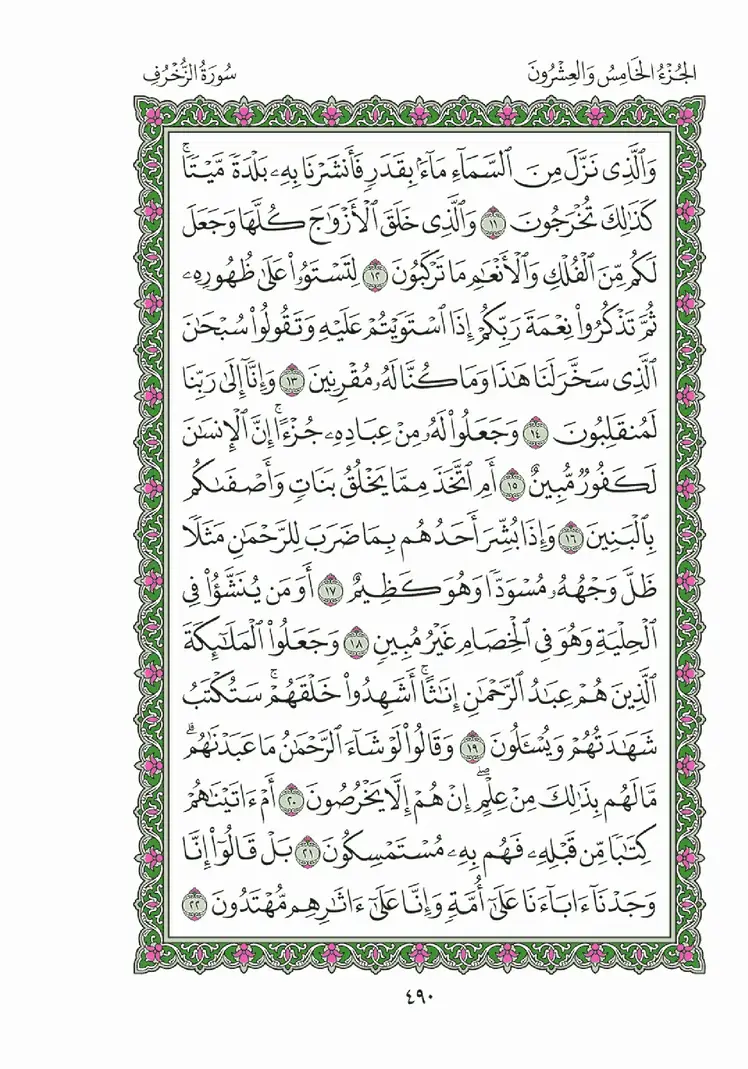 الجُزْءُ الخَامِسُ وَالعِشْرُونَ
سُورَةُ الزُّخْرُفِ
وَٱلَّذِى نَزَّلَ مِنَ ٱلسَّمَآءِ مَآءًۢ بِقَدَرٍ فَأَنشَرْنَا بِهِۦ بَلْدَةً مَّيْتًاۚ
كَذَٰلِكَ تُخْرَجُونَ ١١ وَٱلَّذِى خَلَقَ ٱلْأَزْوَٰجَ كُلَّهَا وَجَعَلَ
لَكُم مِّنَ ٱلْفُلْكِ وَٱلْأَنْعَٰمِ مَا تَرْكَبُونَ ١٢ لِتَسْتَوُۥا۟ عَلَىٰ ظُهُورِهِۦ
ثُمَّ تَذْكُرُوا۟ نِعْمَةَ رَبِّكُمْ إِذَا ٱسْتَوَيْتُمْ عَلَيْهِ وَتَقُولُوا۟ سُبْحَٰنَ
ٱلَّذِى سَخَّرَ لَنَا هَٰذَا وَمَا كُنَّا لَهُۥ مُقْرِنِينَ ١٣ وَإِنَّآ إِلَىٰ رَبِّنَا
لَمُنقَلِبُونَ ١٤ وَجَعَلُوا۟ لَهُۥ مِنْ عِبَادِهِۦ جُزْءًاۚ إِنَّ ٱلْإِنسَٰنَ
لَكَفُورٌ مُّبِينٌ ١٥ أَمِ ٱتَّخَذَ مِمَّا يَخْلُقُ بَنَاتٍ وَأَصْفَىٰكُم
بِٱلْبَنِينَ ١٦ وَإِذَا بُشِّرَ أَحَدُهُم بِمَا ضَرَبَ لِلرَّحْمَٰنِ مَثَلًا
ظَلَّ وَجْهُهُۥ مُسْوَدًّا وَهُوَ كَظِيمٌ ١٧ أَوَمَن يُنَشَّؤُا۟ فِى
ٱلْحِلْيَةِ وَهُوَ فِى ٱلْخِصَامِ غَيْرُ مُبِينٍ ١٨ وَجَعَلُوا۟ ٱلْمَلَٰٓئِكَةَ
ٱلَّذِينَ هُمْ عِبَٰدُ ٱلرَّحْمَٰنِ إِنَٰثًاۚ أَشَهِدُوا۟ خَلْقَهُمْۚ سَتُكْتَبُ
شَهَٰدَتُهُمْ وَيُسْـَٔلُونَ ١٩ وَقَالُوا۟ لَوْ شَآءَ ٱلرَّحْمَٰنُ مَا عَبَدْنَٰهُمۗ
مَّا لَهُم بِذَٰلِكَ مِنْ عِلْمٍۖ إِنْ هُمْ إِلَّا يَخْرُصُونَ ٢٠ أَمْ ءَاتَيْنَٰهُمْ
كِتَٰبًا مِّن قَبْلِهِۦ فَهُم بِهِۦ مُسْتَمْسِكُونَ ٢١ بَلْ قَالُوٓا۟ إِنَّا
وَجَدْنَآ ءَابَآءَنَا عَلَىٰٓ أُمَّةٍ وَإِنَّا عَلَىٰٓ ءَاثَٰرِهِم مُّهْتَدُونَ ٢٢
٤٩٠